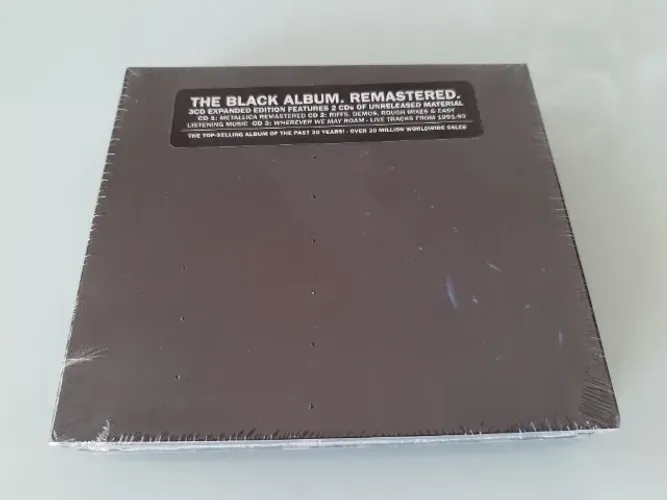 THE BLACK ALBUM. REMASTERED.
3CD EXPANDED EDITION FEATURES 2 CDs OF UNRELEASED MATERIAL
CD 1: METALLICA REMASTERED CD 2: RIFFS, DEMOS, ROUGH MIXES & EASY
LISTENING MUSIC CD 3: WHEREVER WE MAY ROAM - LIVE TRACKS FROM 1991-93
THE TOP-SELLING ALBUM OF THE PAST 30 YEARS! - OVER 30 MILLION WORLDWIDE SALES